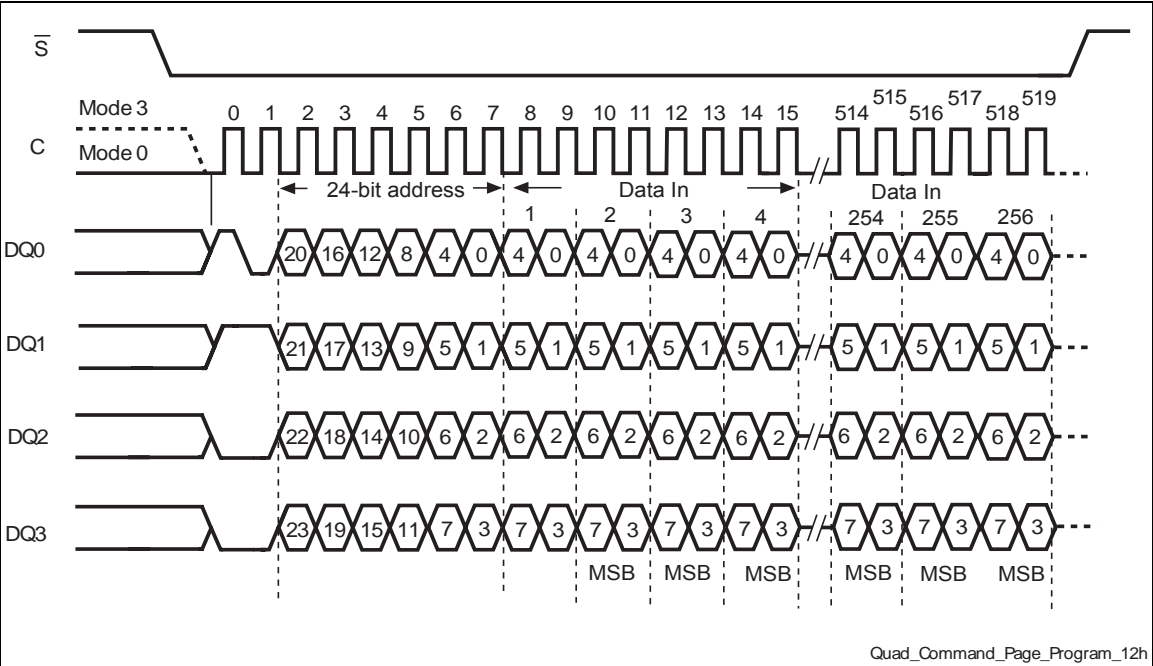 S
Mode 3
0 1 2 3 4 5 6 7 8 9 10 11 12 13 14 15 514 515 516 517 518 519
C
Mode 0
24-bit address Data In Data In
1 2 3 4 254 255 256
DQ0 20 16 12 8 4 0 4 0 4 0 4 0 4 0 4 0 4 0 4 0
DQ1 21 17 13 9 5 1 5 1 5 1 5 1 5 1 5 1 5 1 5 1
DQ2 22 18 14 10 6 2 6 2 6 2 6 2 6 2 6 2 6 2 6 2
DQ3 23 19 15 11 7 3 7 3 7 3 7 3 7 3 7 3 7 3 7 3
MSB MSB MSB MSB MSB MSB
Quad_Command_Page_Program_12h